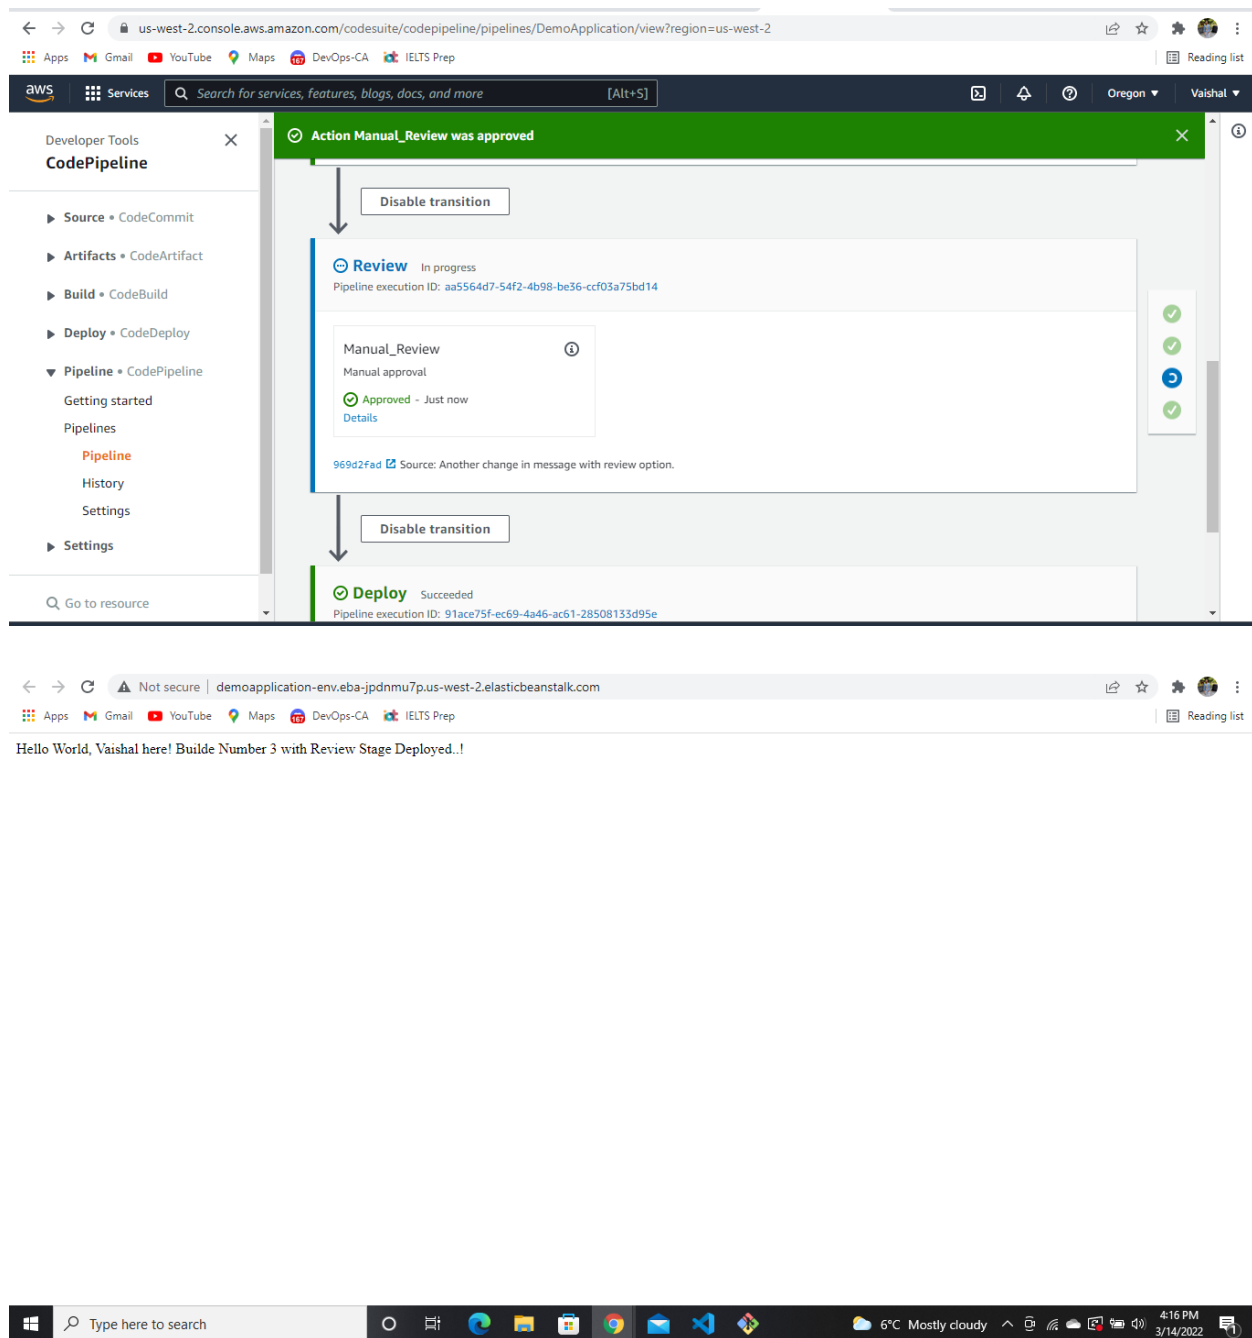 us-west-2.console.aws.amazon.com/codesuite/codepipeline/pipelines/DemoApplication/view?region=us-west-2
Apps Gmail YouTube Maps DevOps-CA IELTS Prep Reading list
aws Services Search for services, features, blogs, docs, and more [Alt+S] Oregon Vaishal
Developer Tools
CodePipeline
Source • CodeCommit
Artifacts • CodeArtifact
Build • CodeBuild
Deploy • CodeDeploy
Pipeline • CodePipeline
Getting started
Pipelines
Pipeline
History
Settings
Settings
Go to resource
Action Manual_Review was approved
Disable transition
Review In progress
Pipeline execution ID: aa5564d7-54f2-4b98-be36-ccf03a75bd14
Manual_Review
Manual approval
Approved - Just now
Details
969d2fad Source: Another change in message with review option.
Disable transition
Deploy Succeeded
Pipeline execution ID: 91ace75f-ec69-4a46-ac61-28508133d95e
Not secure demoapplication-env.eba-jpdnmu7p.us-west-2.elasticbeanstalk.com
Apps Gmail YouTube Maps DevOps-CA IELTS Prep Reading list
Hello World, Vaishal here! Builde Number 3 with Review Stage Deployed..!
Type here to search 6°C Mostly cloudy 4:16 PM
3/14/2022